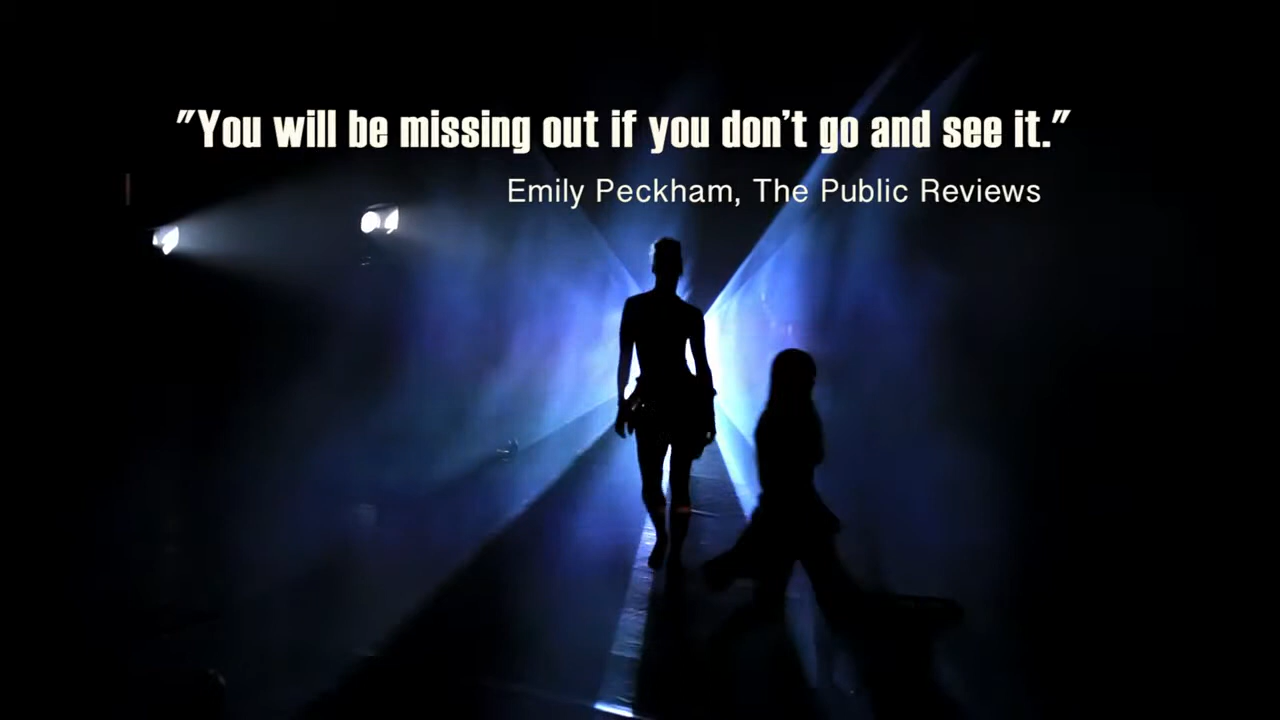 "You will be missing out if you don't go and see it."
Emily Peckham, The Public Reviews